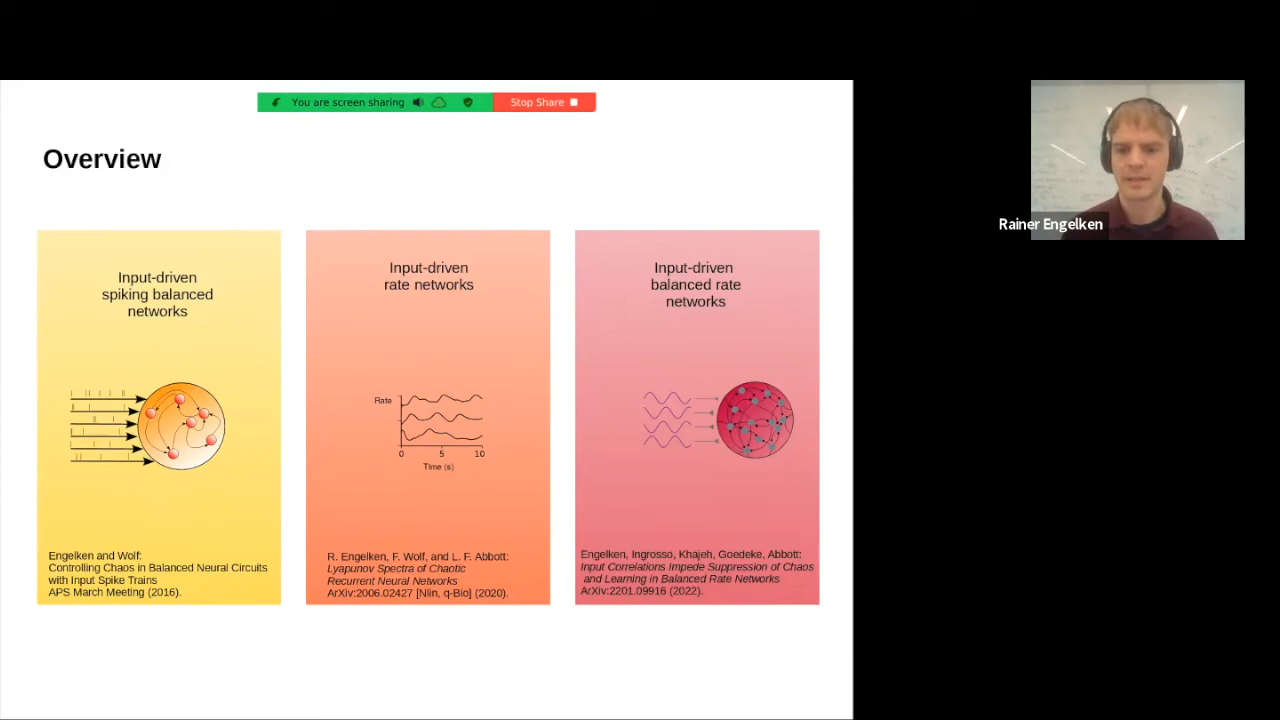 You are screen sharing
Stop Share
Overview
Input-driven
spiking balanced
networks
Engelken and Wolf:
Controlling Chaos in Balanced Neural Circuits
with Input Spike Trains
APS March Meeting (2016).
Input-driven
rate networks
Rate
0 5 10
Time (s)
R. Engelken, F. Wolf, and L. F. Abbott:
Lyapunov Spectra of Chaotic
Recurrent Neural Networks
ArXiv:2006.02427 [Nlin, q-Bio] (2020).
Input-driven
balanced rate
networks
Engelken, Ingrosso, Khajeh, Goedeke, Abbott:
Input Correlations Impede Suppression of Chaos
and Learning in Balanced Rate Networks
ArXiv:2201.09916 (2022).
Rainer Engelken